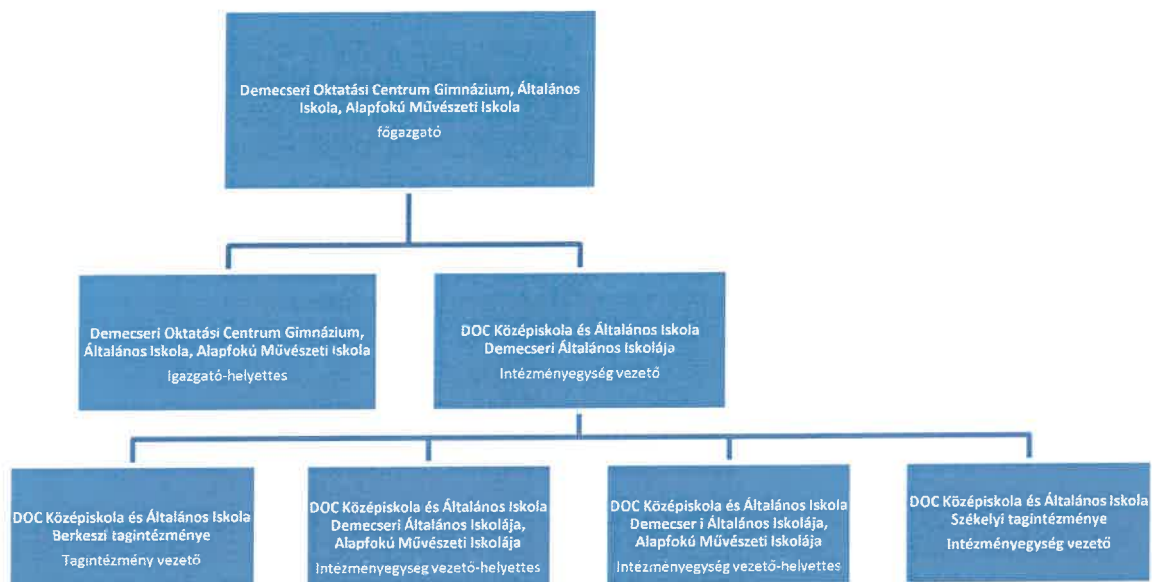 Demecseri Oktatási Centrum Gimnázium, Általános
Iskola, Alapfokú Művészeti Iskola
főgazgató
Demecseri Oktatási Centrum Gimnázium,
Általános Iskola, Alapfokú Művészeti Iskola
Igazgató-helyettes
DOC Középiskola és Általános Iskola
Demecseri Általános Iskolája
Intézményegység vezető
DOC Középiskola és Általános Iskola
Berkeszi tagintézménye
Tagintézmény vezető
DOC Középiskola és Általános Iskola
Demecseri Általános Iskolája,
Alapfokú Művészeti Iskolája
Intézményegység vezető-helyettes
DOC Középiskola és Általános Iskola
Demecser i Általános Iskolája,
Alapfokú Művészeti Iskolája
Intézményegység vezető-helyettes
DOC Középiskola és Általános Iskola
Székelyi tagintézménye
Intézményegység vezető